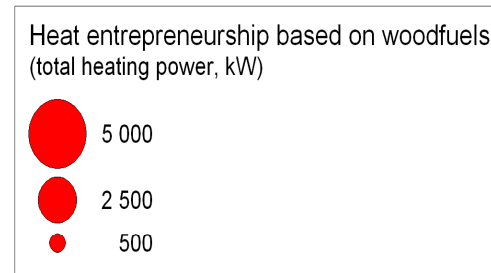 Heat entrepreneurship based on woodfuels
(total heating power, kW)
5 000
2 500
500